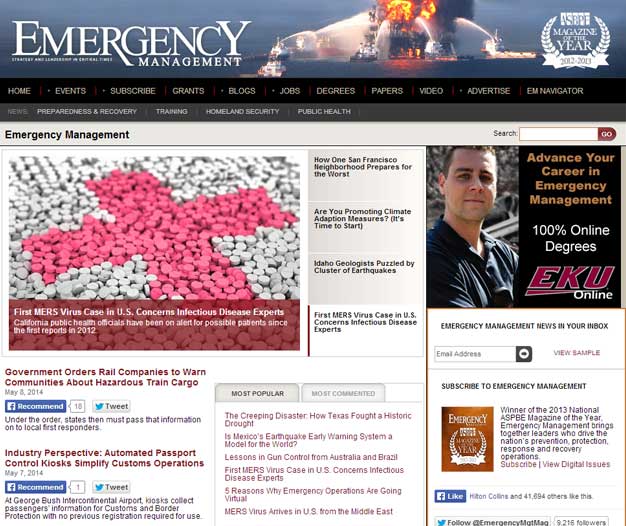 EMERGENCY
STRATEGY AND LEADERSHIP IN CRITICAL TIMES
MANAGEMENT
ASBPE
MAGAZINE
OF THE
YEAR
2012-2013
HOME EVENTS SUBSCRIBE GRANTS BLOGS JOBS DEGREES PAPERS VIDEO ADVERTISE EM NAVIGATOR
NEWS: PREPAREDNESS & RECOVERY TRAINING HOMELAND SECURITY PUBLIC HEALTH
Emergency Management
Search: GO
First MERS Virus Case in U.S. Concerns Infectious Disease Experts
California public health officials have been on alert for possible patients since
the first reports in 2012.
How One San Francisco
Neighborhood Prepares for
the Worst
Are You Promoting Climate
Adaption Measures? (It's
Time to Start)
Idaho Geologists Puzzled by
Cluster of Earthquakes
First MERS Virus Case in U.S.
Concerns Infectious Disease
Experts
Advance Your
Career in
Emergency
Management
100% Online
Degrees
EKU
Online
EMERGENCY MANAGEMENT NEWS IN YOUR INBOX
Email Address
VIEW SAMPLE
SUBSCRIBE TO EMERGENCY MANAGEMENT
EMERGENCY
ASBPE
MAGAZINE
OF THE
YEAR
Winner of the 2013 National
ASPBE Magazine of the Year,
Emergency Management brings
together leaders who drive the
nation's prevention, protection,
response and recovery
operations.
Subscribe | View Digital Issues
Like Hilton Collins and 41,694 others like this.
Follow @EmergencyMgtMag 9,216 followers
Government Orders Rail Companies to Warn
Communities About Hazardous Train Cargo
May 8, 2014
Recommend 18 Tweet
Under the order, states then must pass that information
on to local first responders.
Industry Perspective: Automated Passport
Control Kiosks Simplify Customs Operations
May 7, 2014
Recommend 1 Tweet
At George Bush Intercontinental Airport, kiosks collect
passengers' information for Customs and Border
Protection with no previous registration required for use.
MOST POPULAR MOST COMMENTED
The Creeping Disaster: How Texas Fought a Historic
Drought
Is Mexico's Earthquake Early Warning System a
Model for the World?
Lessons in Gun Control from Australia and Brazil
First MERS Virus Case in U.S. Concerns Infectious
Disease Experts
5 Reasons Why Emergency Operations Are Going
Virtual
MERS Virus Arrives in U.S. from the Middle East